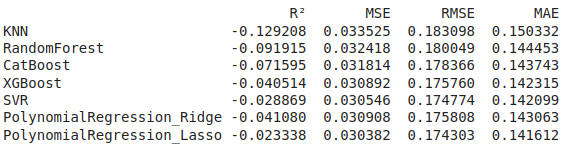 R² MSE RMSE MAE
KNN -0.129208 0.033525 0.183098 0.150332
RandomForest -0.091915 0.032418 0.180049 0.144453
CatBoost -0.071595 0.031814 0.178366 0.143743
XGBoost -0.040514 0.030892 0.175760 0.142315
SVR -0.028869 0.030546 0.174774 0.142099
PolynomialRegression_Ridge -0.041080 0.030908 0.175808 0.143063
PolynomialRegression_Lasso -0.023338 0.030382 0.174303 0.141612